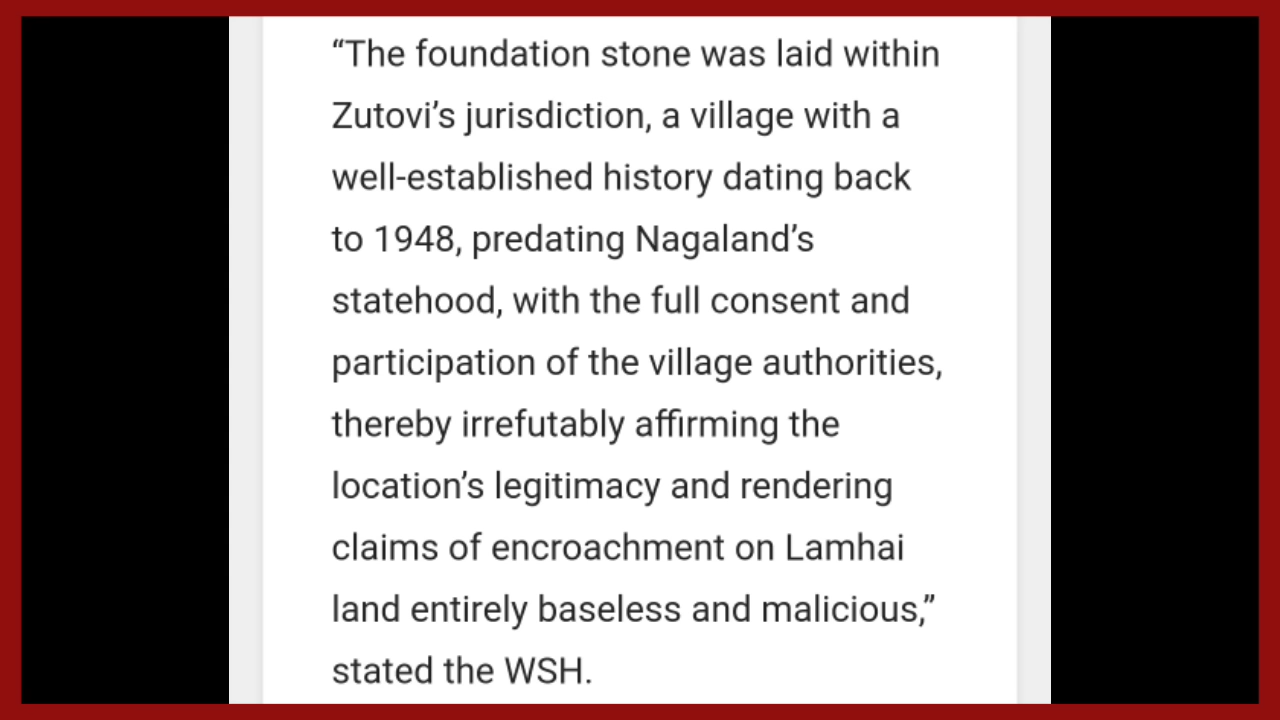 “The foundation stone was laid within
Zutovi’s jurisdiction, a village with a
well-established history dating back
to 1948, predating Nagaland’s
statehood, with the full consent and
participation of the village authorities,
thereby irrefutably affirming the
location’s legitimacy and rendering
claims of encroachment on Lamhai
land entirely baseless and malicious,”
stated the WSH.